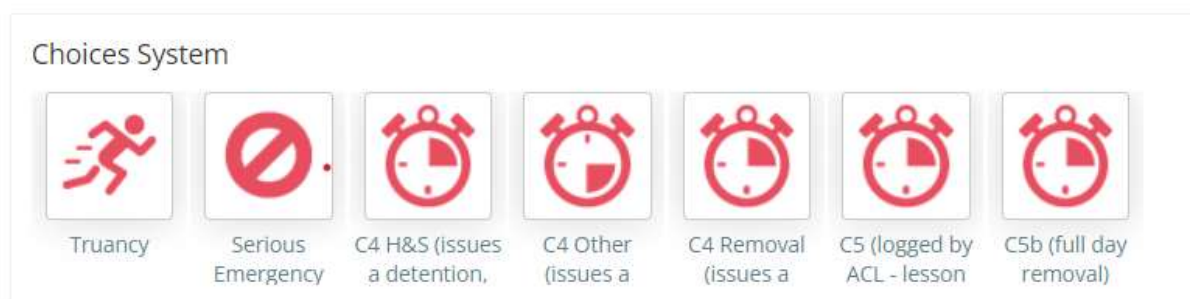 Choices System
Truancy
Serious
Emergency
C4 H&S (issues
a detention,
C4 Other
(issues a
C4 Removal
(issues a
C5 (logged by
ACL - lesson
C5b (full day
removal)